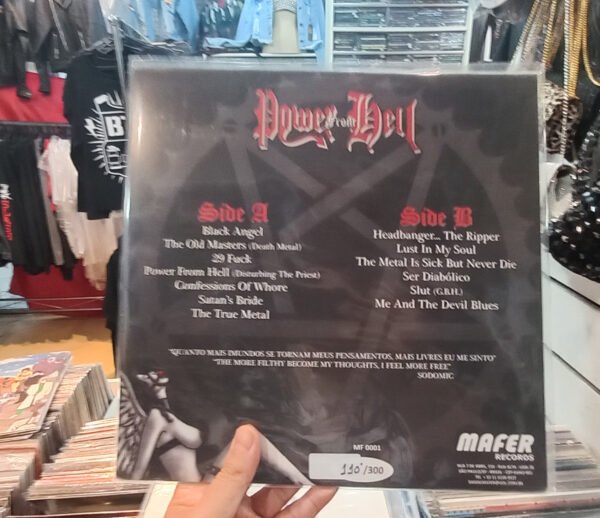 Power From Hell
Side A
Black Angel
The Old Masters (Death Metal)
29 Fuck
Power From Hell (Disturbing The Priest)
Confessions Of Whore
Satan's Bride
The True Metal
Side B
Headbanger... The Ripper
Lust In My Soul
The Metal Is Sick But Never Die
Ser Diabólico
Slut (G.B.H.)
Me And The Devil Blues
"QUANTO MAIS IMUNDOS SE TORNAM MEUS PENSAMENTOS, MAIS LIVRES EU ME SINTO"
"THE MORE FILTHY BECOME MY THOUGHTS, I FEEL MORE FREE"
SODOMIC
MF 0001
110/300
MAFER
RECORDS